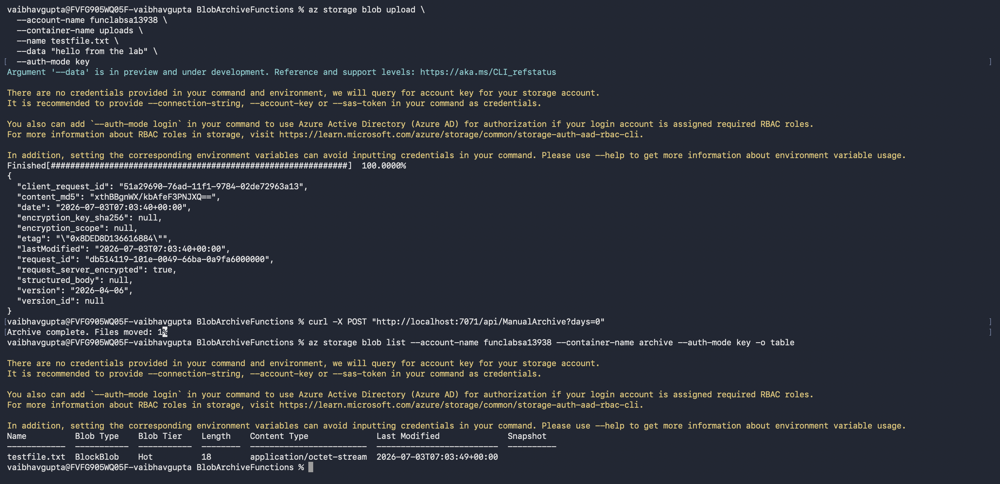 vaibhavgupta@FVFG905WQ05F-vaibhavgupta BlobArchiveFunctions % az storage blob upload \
  --account-name funclabsa13938 \
  --container-name uploads \
  --name testfile.txt \
  --data "hello from the lab" \
[  --auth-mode key ]
Argument '--data' is in preview and under development. Reference and support levels: https://aka.ms/CLI_refstatus

There are no credentials provided in your command and environment, we will query for account key for your storage account.
It is recommended to provide --connection-string, --account-key or --sas-token in your command as credentials.

You also can add `--auth-mode login` in your command to use Azure Active Directory (Azure AD) for authorization if your login account is assigned required RBAC roles.
For more information about RBAC roles in storage, visit https://learn.microsoft.com/azure/storage/common/storage-auth-aad-rbac-cli.

In addition, setting the corresponding environment variables can avoid inputting credentials in your command. Please use --help to get more information about environment variable usage.
Finished[#############################################################]  100.0000%
{
  "client_request_id": "51a29690-76ad-11f1-9784-02de72963a13",
  "content_md5": "xthBBgnWX/kbAfeF3PNJXQ==",
  "date": "2026-07-03T07:03:40+00:00",
  "encryption_key_sha256": null,
  "encryption_scope": null,
  "etag": "\"0x8DED8D136616884\"",
  "lastModified": "2026-07-03T07:03:40+00:00",
  "request_id": "db514119-101e-0049-66ba-0a9fa6000000",
  "request_server_encrypted": true,
  "structured_body": null,
  "version": "2026-04-06",
  "version_id": null
}
[vaibhavgupta@FVFG905WQ05F-vaibhavgupta BlobArchiveFunctions % curl -X POST "http://localhost:7071/api/ManualArchive?days=0" ]
[Archive complete. Files moved: 1% ]
vaibhavgupta@FVFG905WQ05F-vaibhavgupta BlobArchiveFunctions % az storage blob list --account-name funclabsa13938 --container-name archive --auth-mode key -o table

There are no credentials provided in your command and environment, we will query for account key for your storage account.
It is recommended to provide --connection-string, --account-key or --sas-token in your command as credentials.

You also can add `--auth-mode login` in your command to use Azure Active Directory (Azure AD) for authorization if your login account is assigned required RBAC roles.
For more information about RBAC roles in storage, visit https://learn.microsoft.com/azure/storage/common/storage-auth-aad-rbac-cli.

In addition, setting the corresponding environment variables can avoid inputting credentials in your command. Please use --help to get more information about environment variable usage.
Name          Blob Type    Blob Tier    Length    Content Type              Last Modified              Snapshot
------------  -----------  -----------  --------  ------------------------  -------------------------  ----------
testfile.txt  BlockBlob    Hot          18        application/octet-stream  2026-07-03T07:03:49+00:00
vaibhavgupta@FVFG905WQ05F-vaibhavgupta BlobArchiveFunctions %